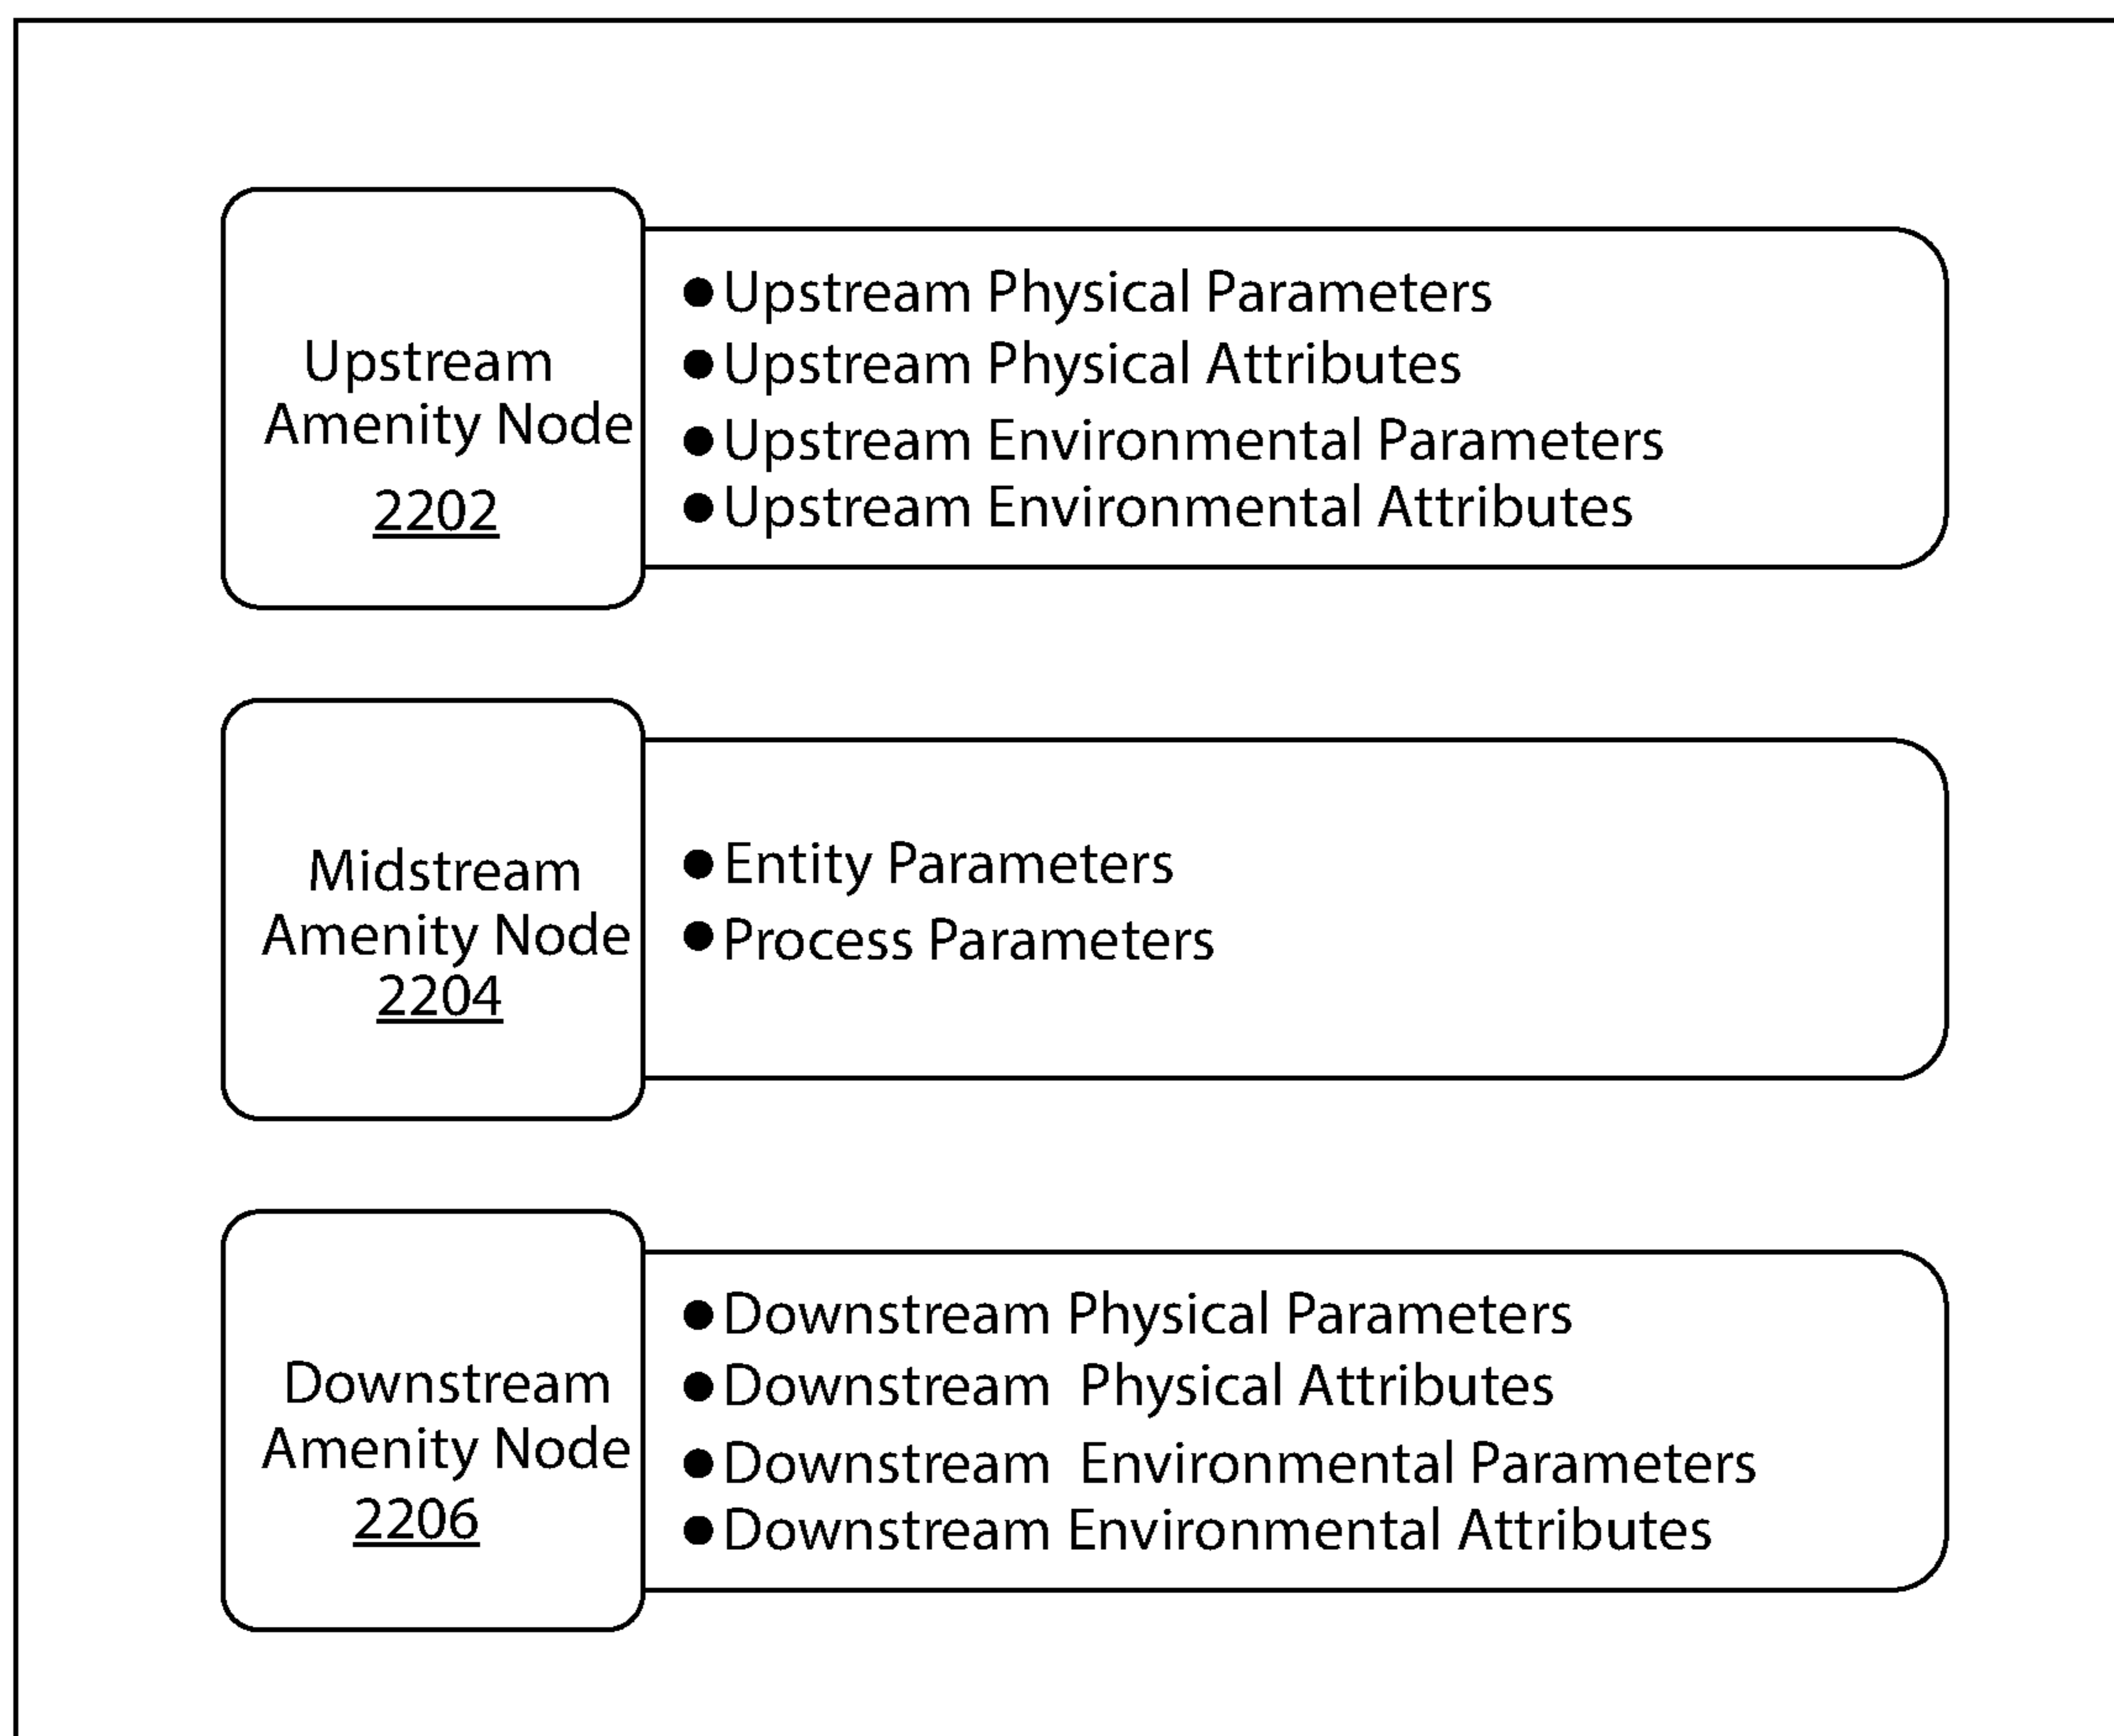 Upstream
Amenity Node
2202
● Upstream Physical Parameters
● Upstream Physical Attributes
● Upstream Environmental Parameters
● Upstream Environmental Attributes
Midstream
Amenity Node
2204
● Entity Parameters
● Process Parameters
Downstream
Amenity Node
2206
● Downstream Physical Parameters
● Downstream Physical Attributes
● Downstream Environmental Parameters
● Downstream Environmental Attributes